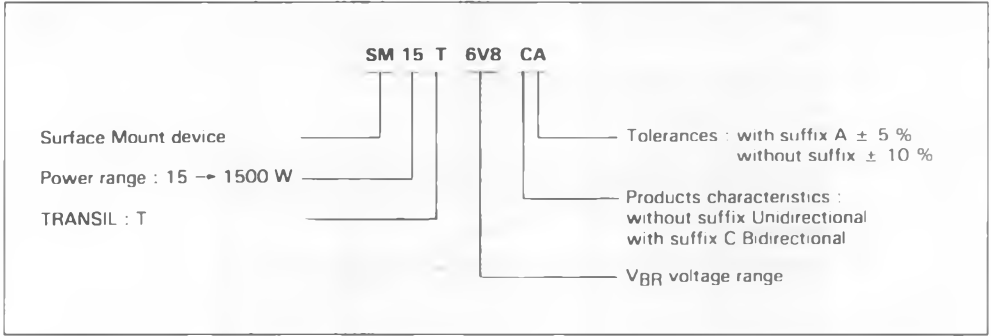 SM 15 T 6V8 CA
Surface Mount device
Power range : 15 → 1500 W
TRANSIL : T
Tolerances : with suffix A ± 5 %
without suffix ± 10 %
Products characteristics :
without suffix Unidirectional
with suffix C Bidirectional
VBR voltage range